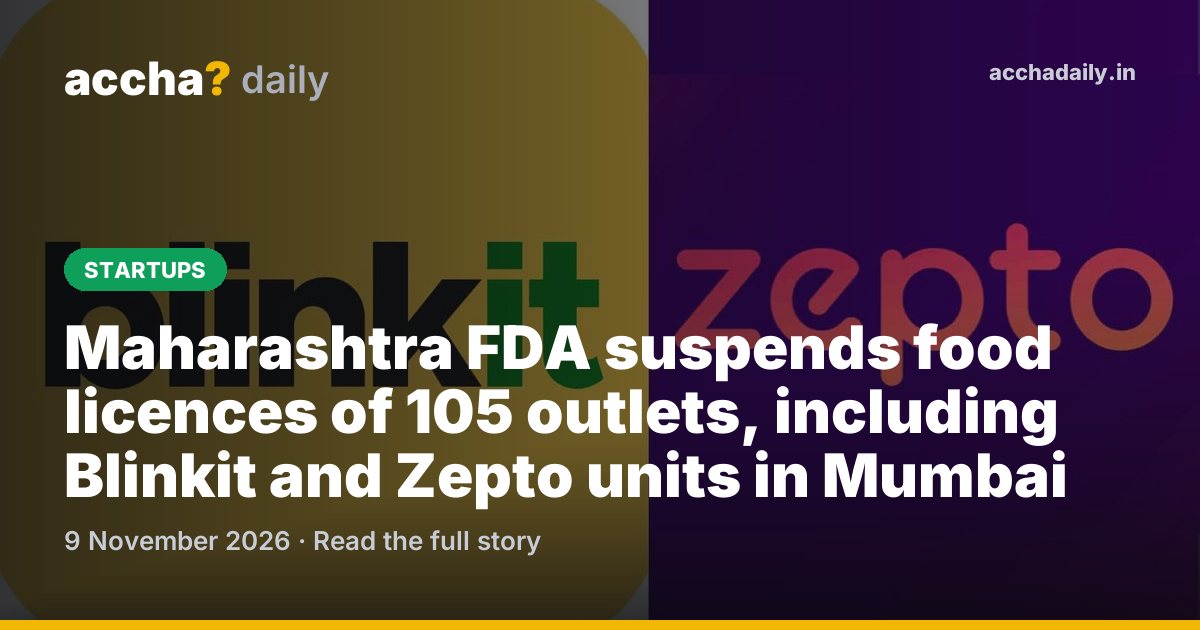 accha? daily
acchadaily.in
blinkit
zepto
STARTUPS
Maharashtra FDA suspends food
licences of 105 outlets, including
Blinkit and Zepto units in Mumbai
9 November 2026 · Read the full story